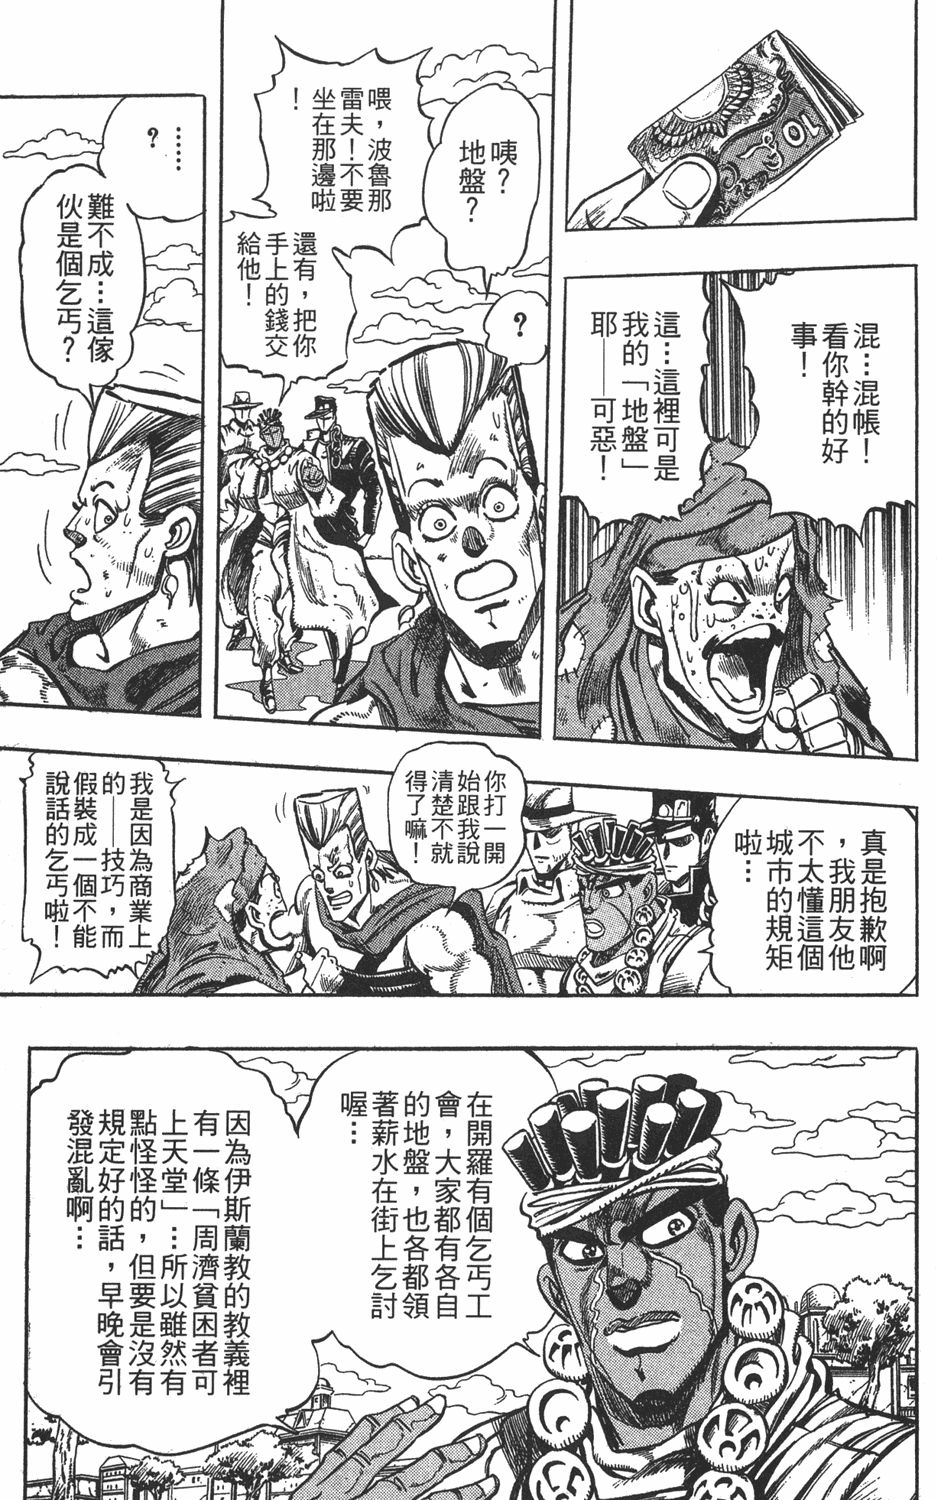 10
混…混帳！
看你幹的好
事！
這…這裡可是
我的「地盤」
耶——可惡！
咦？
地盤？
？
喂，波魯那
雷夫！不要
坐在那邊啦
！
還有，把你
手上的錢交
給他！
……
？
難不成…這傢
伙是個乞丐？
真是抱歉啊
，我朋友他
不太懂這個
城市的規矩
啦…
你打一開
始跟我說
清楚不就
得了嘛！
我是因為商業上
的——技巧，而
假裝成一個不能
說話的乞丐啦！
在開羅有個乞丐工
會，大家都有各自
的地盤，也各都領
著薪水在街上乞討
喔…
因為伊斯蘭教的教義裡
有一條「周濟貧困者可
上天堂」…所以雖然有
點怪怪的，但要是沒有
規定好的話，早晚會引
發混亂啊…